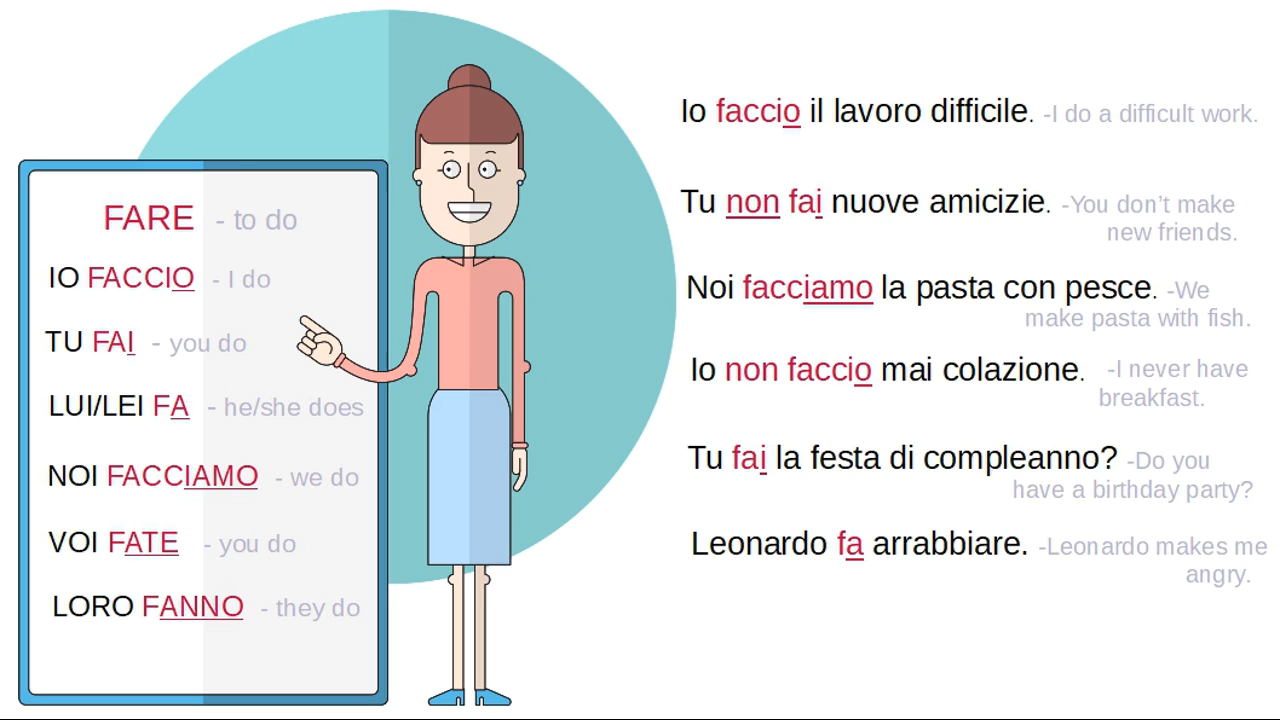 FARE - to do
IO FACCIO - I do
TU FAI - you do
LUI/LEI FA - he/she does
NOI FACCIAMO - we do
VOI FATE - you do
LORO FANNO - they do
Io faccio il lavoro difficile. -I do a difficult work.
Tu non fai nuove amicizie. -You don't make
new friends.
Noi facciamo la pasta con pesce. -We
make pasta with fish.
Io non faccio mai colazione. -I never have
breakfast.
Tu fai la festa di compleanno? -Do you
have a birthday party?
Leonardo fa arrabbiare. -Leonardo makes me
angry.